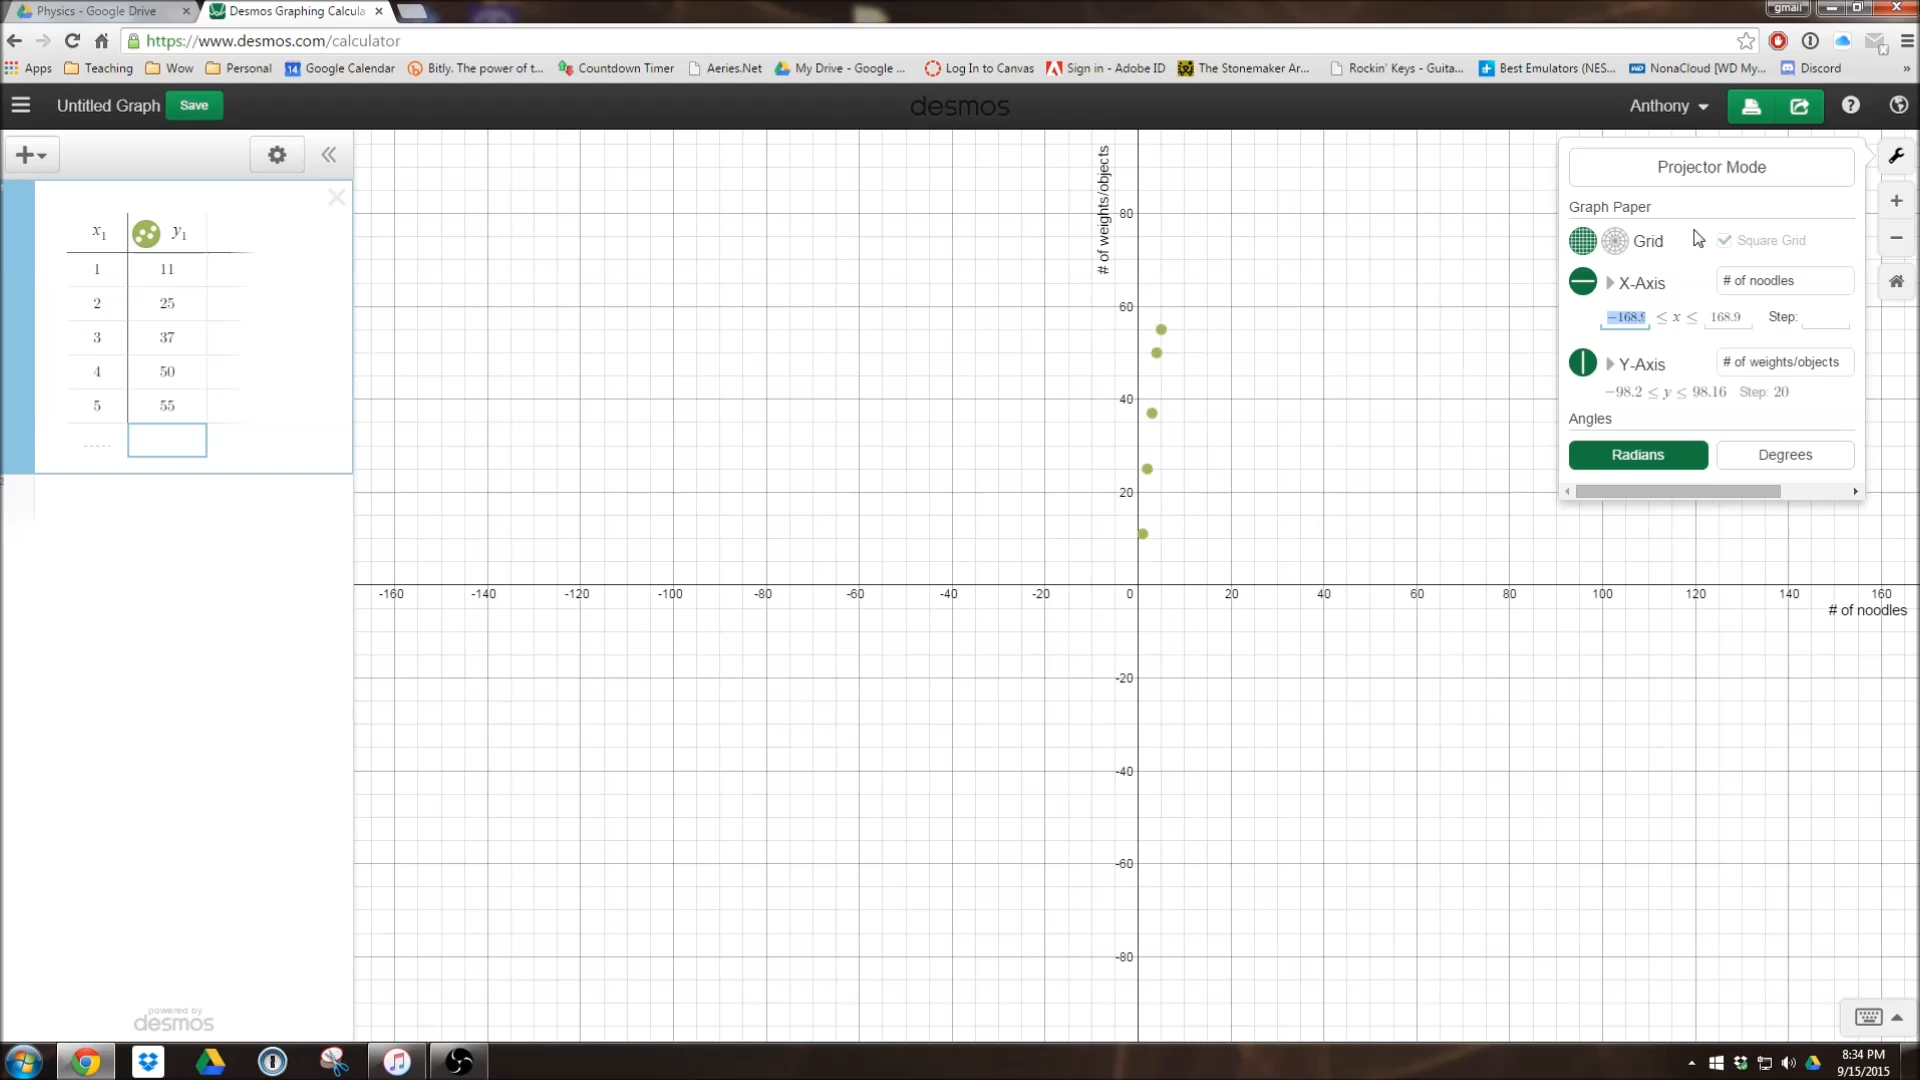 Physics - Google Drive
Desmos Graphing Calcula
gmail
https://www.desmos.com/calculator
Apps
Teaching
Wow
Personal
14
Google Calendar
Bitly. The power of t...
Countdown Timer
Aeries.Net
My Drive - Google ...
Log In to Canvas
Sign in - Adobe ID
The Stonemaker Ar...
Rockin' Keys - Guita...
Best Emulators (NES...
WD
NonaCloud [WD My...
Discord
»
Untitled Graph
Save
desmos
Anthony
x₁ y₁
1 11
2 25
3 37
4 50
5 55
powered by
desmos
# of weights/objects
80
60
40
20
-160 -140 -120 -100 -80 -60 -40 -20 0 20 40 60 80 100 120 140 160
# of noodles
-20
-40
-60
-80
Projector Mode
Graph Paper
Grid
Square Grid
X-Axis
# of noodles
−168.9 ≤ x ≤ 168.9 Step:
Y-Axis
# of weights/objects
−98.2 ≤ y ≤ 98.16 Step: 20
Angles
Radians
Degrees
8:34 PM
9/15/2015